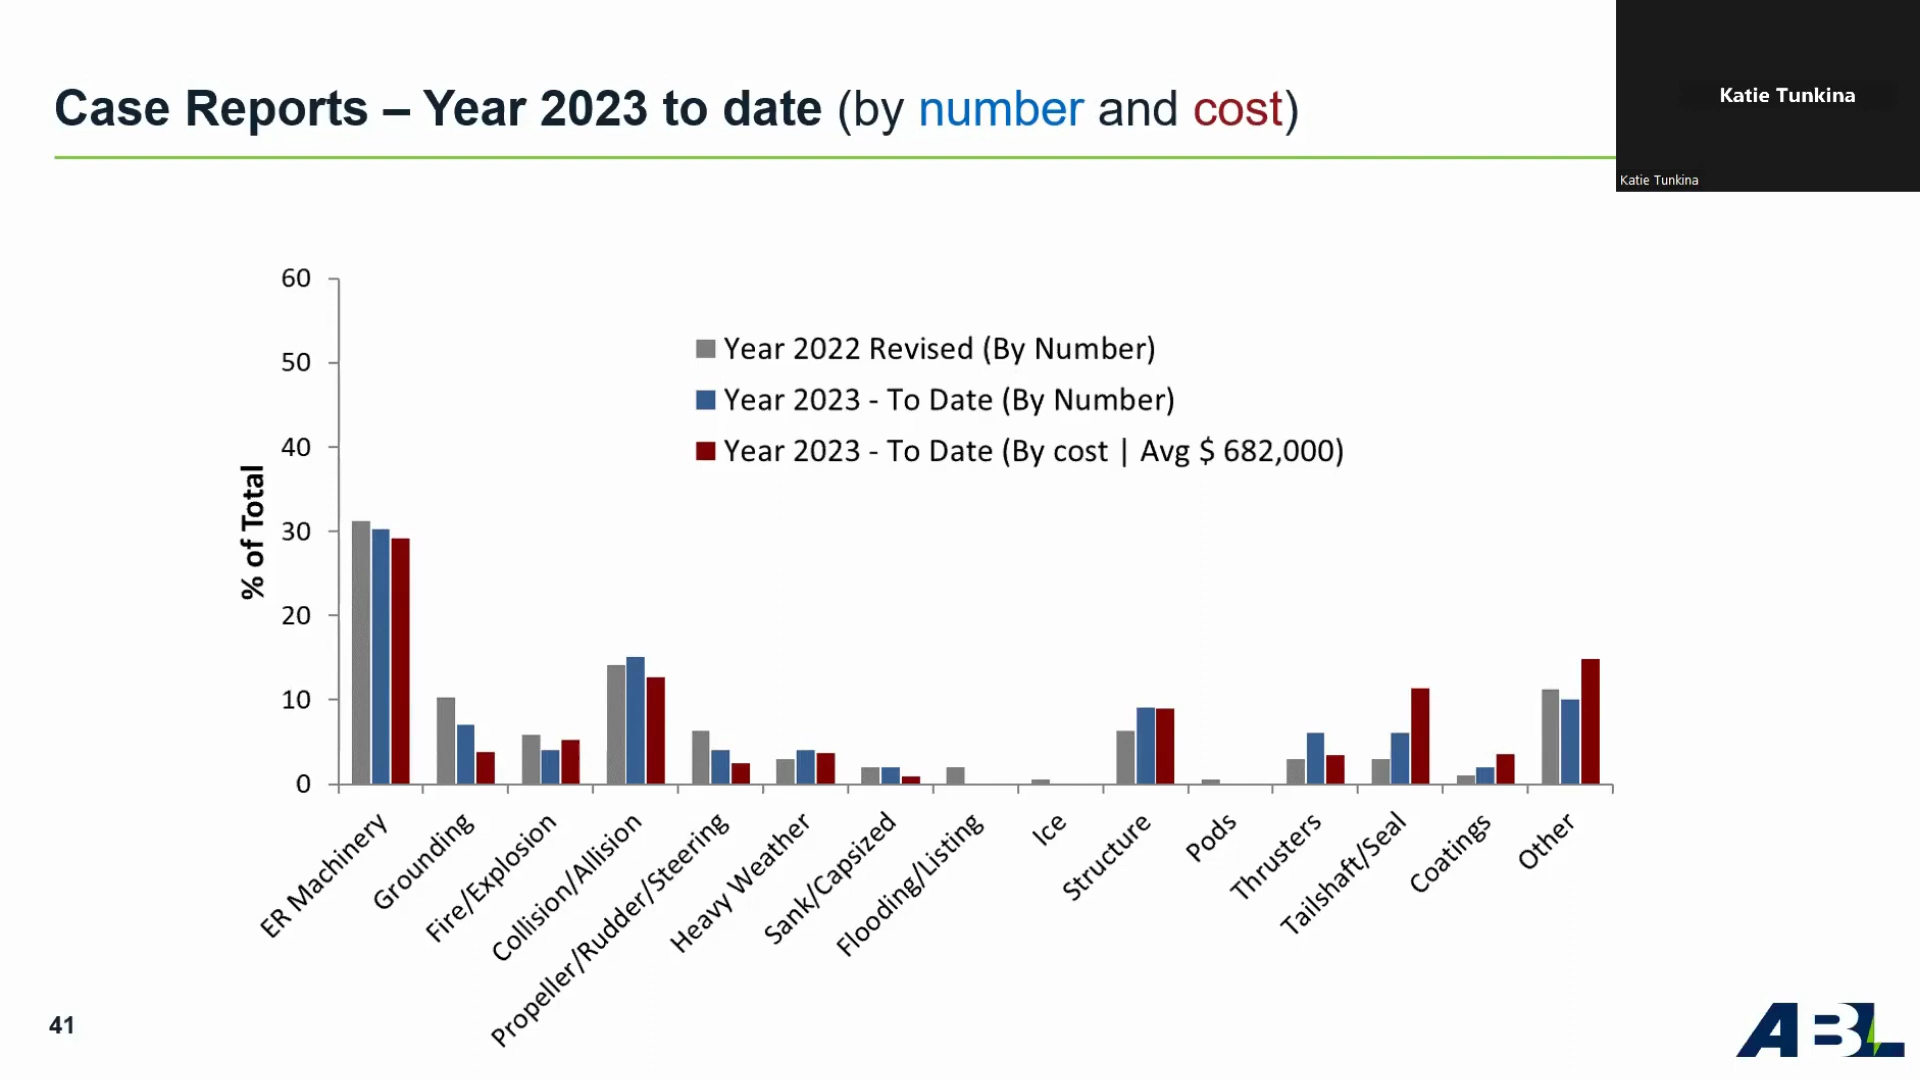 Case Reports – Year 2023 to date (by number and cost)
Katie Tunkina
Katie Tunkina
60
50
40
30
20
10
0
% of Total
Year 2022 Revised (By Number)
Year 2023 - To Date (By Number)
Year 2023 - To Date (By cost | Avg $ 682,000)
ER Machinery
Grounding
Fire/Explosion
Collision/Allision
Propeller/Rudder/Steering
Heavy Weather
Sank/Capsized
Flooding/Listing
Ice
Structure
Pods
Thrusters
Tailshaft/Seal
Coatings
Other
41
ABL